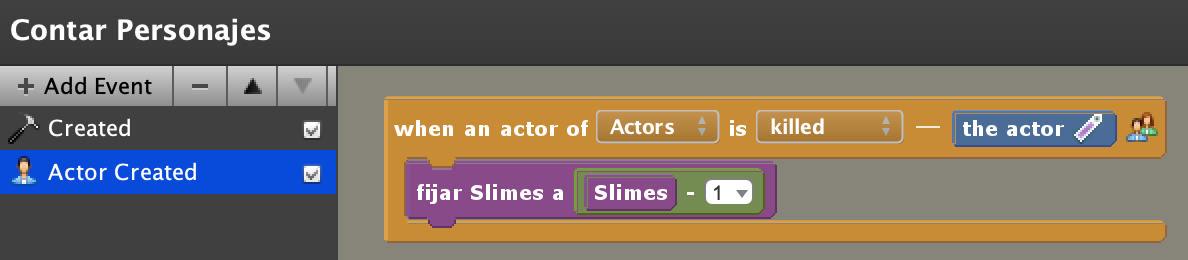 Contar Personajes
+ Add Event −
Created
Actor Created
when an actor of Actors is killed — the actor
fijar Slimes a Slimes - 1